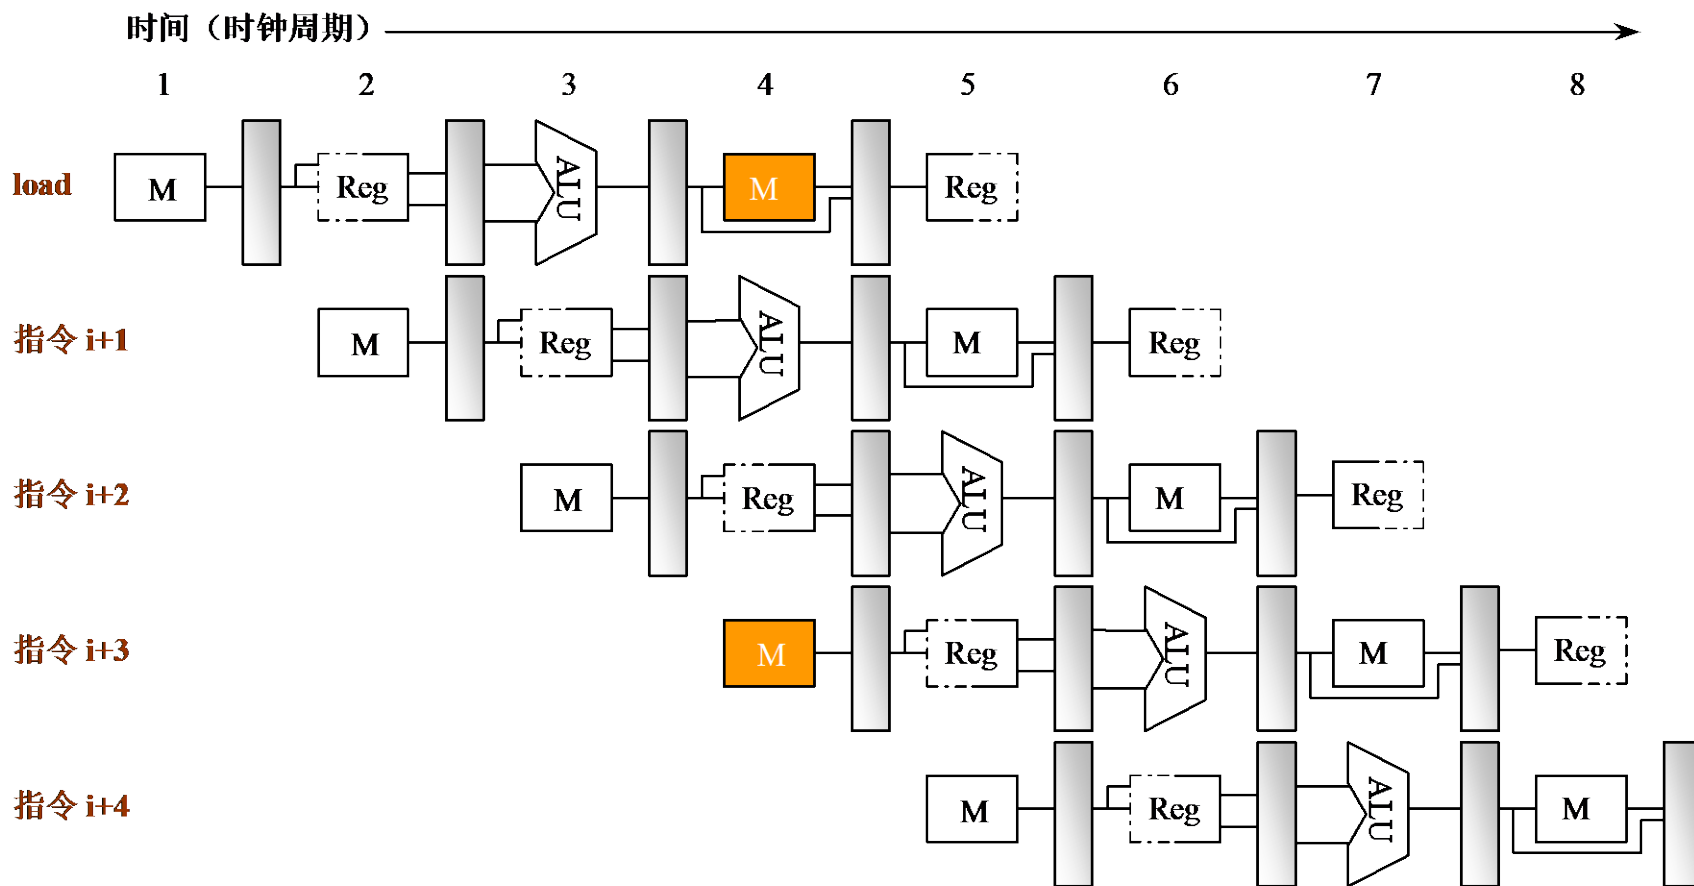 时间（时钟周期）
1 2 3 4 5 6 7 8
load M Reg ALU M Reg
指令 i+1 M Reg ALU M Reg
指令 i+2 M Reg ALU M Reg
指令 i+3 M Reg ALU M Reg
指令 i+4 M Reg ALU M